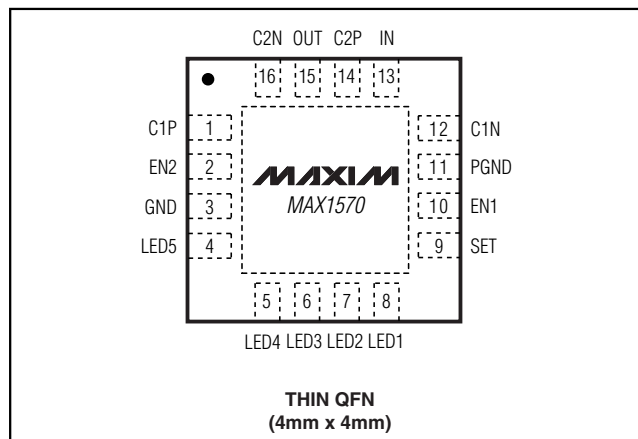 C2N OUT C2P IN
16 15 14 13
C1P 1 12 C1N
EN2 2 11 PGND
MAXIM
MAX1570
GND 3 10 EN1
LED5 4 9 SET
5 6 7 8
LED4 LED3 LED2 LED1
THIN QFN
(4mm x 4mm)